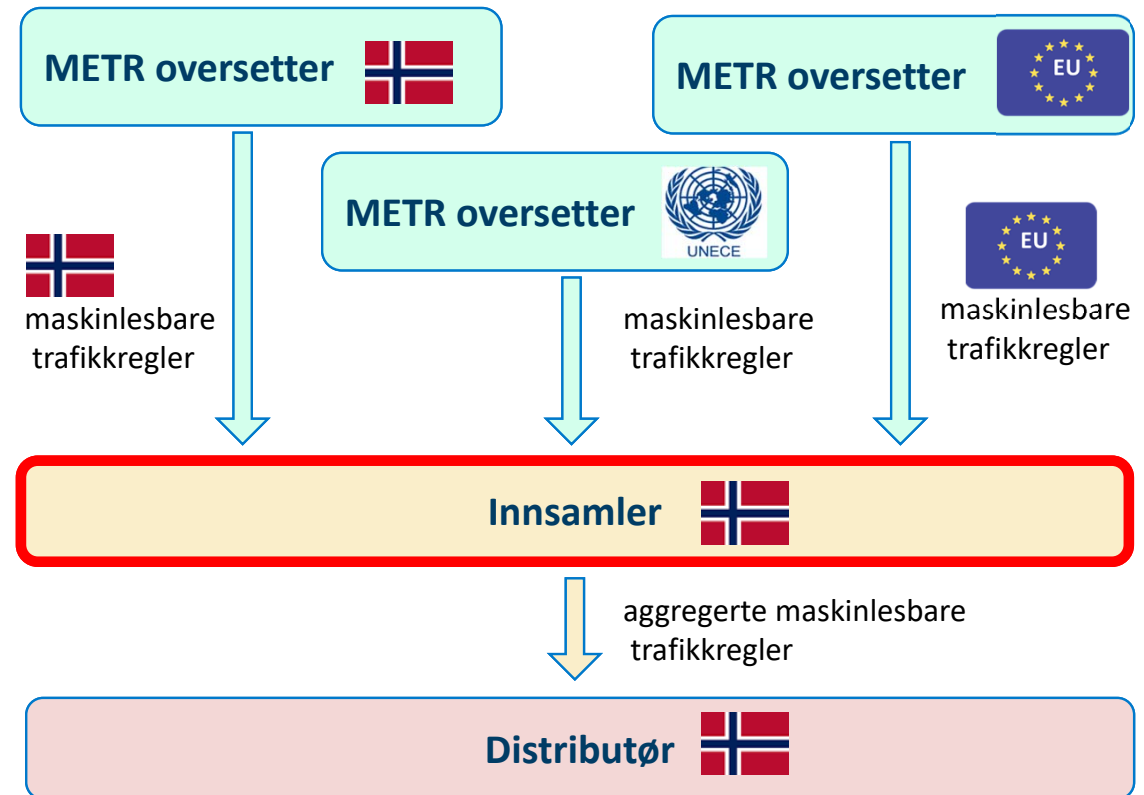 METR oversetter
METR oversetter
EU
METR oversetter
UNECE
maskinlesbare
trafikkregler
maskinlesbare
trafikkregler
EU
maskinlesbare
trafikkregler
Innsamler
aggregerte maskinlesbare
trafikkregler
Distributør